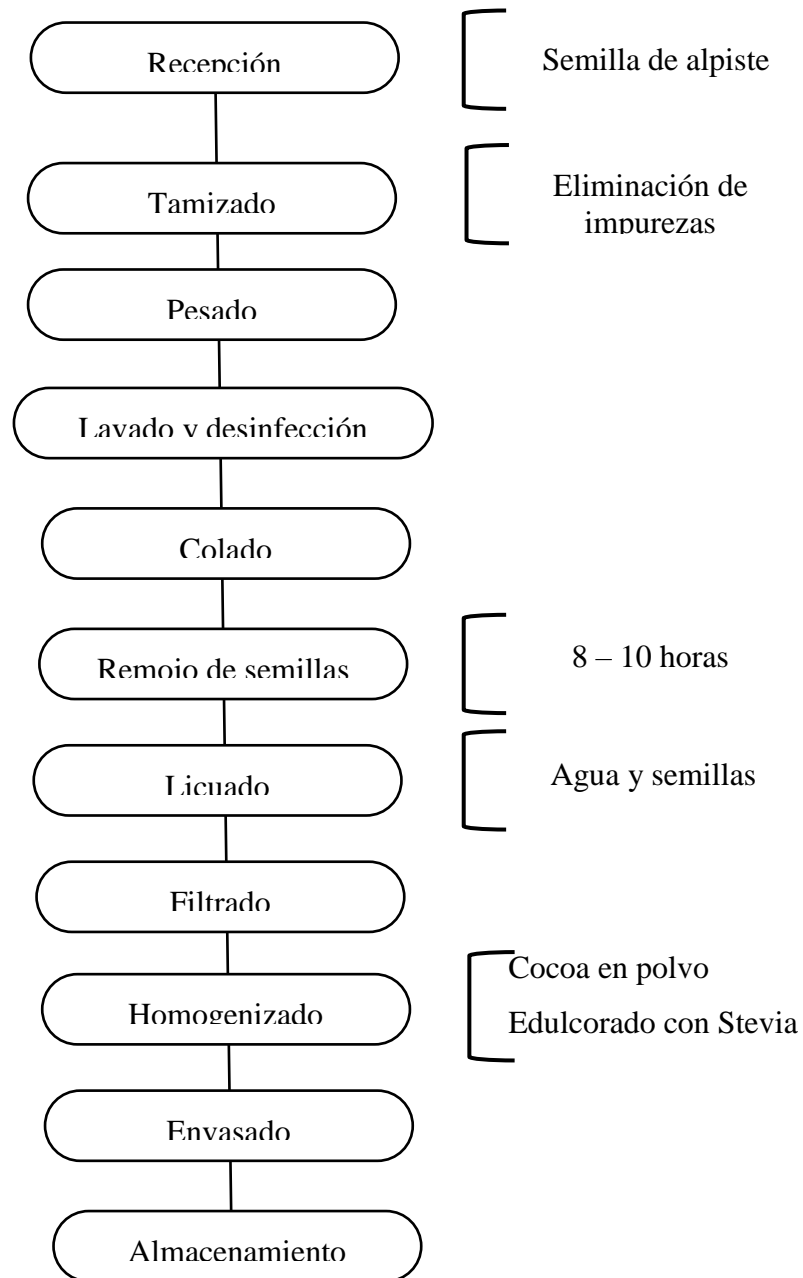 Recepción
Semilla de alpiste
Tamizado
Eliminación de
impurezas
Pesado
Lavado y desinfección
Colado
Remojo de semillas
8 – 10 horas
Licuado
Agua y semillas
Filtrado
Homogenizado
Cocoa en polvo
Edulcorado con Stevia
Envasado
Almacenamiento